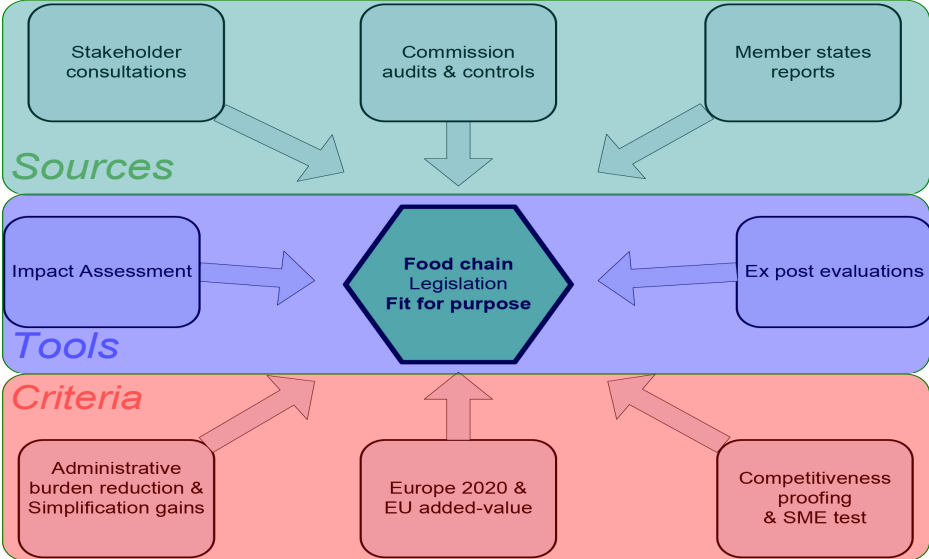 Stakeholder
consultations
Commission
audits & controls
Member states
reports
Sources
Impact Assessment
Food chain
Legislation
Fit for purpose
Ex post evaluations
Tools
Criteria
Administrative
burden reduction &
Simplification gains
Europe 2020 &
EU added-value
Competitiveness
proofing
& SME test